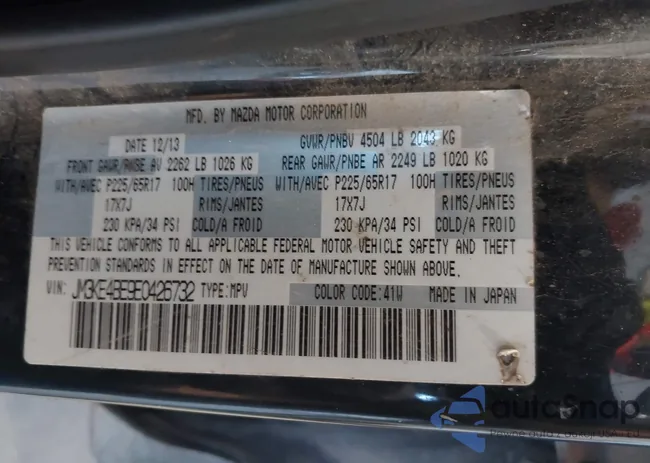 MFD. BY MAZDA MOTOR CORPORATION
DATE 12/13 GVWR/PNBV 4504 LB 2043 KG
FRONT GAWR/PNBE AV 2262 LB 1026 KG REAR GAWR/PNBE AR 2249 LB 1020 KG
WITH/AVEC P225/65R17 100H TIRES/PNEUS WITH/AVEC P225/65R17 100H TIRES/PNEUS
17X7J RIMS/JANTES 17X7J RIMS/JANTES
230 KPA/34 PSI COLD/A FROID 230 KPA/34 PSI COLD/A FROID
THIS VEHICLE CONFORMS TO ALL APPLICABLE FEDERAL MOTOR VEHICLE SAFETY AND THEFT
PREVENTION STANDARDS IN EFFECT ON THE DATE OF MANUFACTURE SHOWN ABOVE.
VIN: JM3KE4BE9E0426732 TYPE:MPV COLOR CODE:41W MADE IN JAPAN
autoSnap
Pewne auta z aukcji